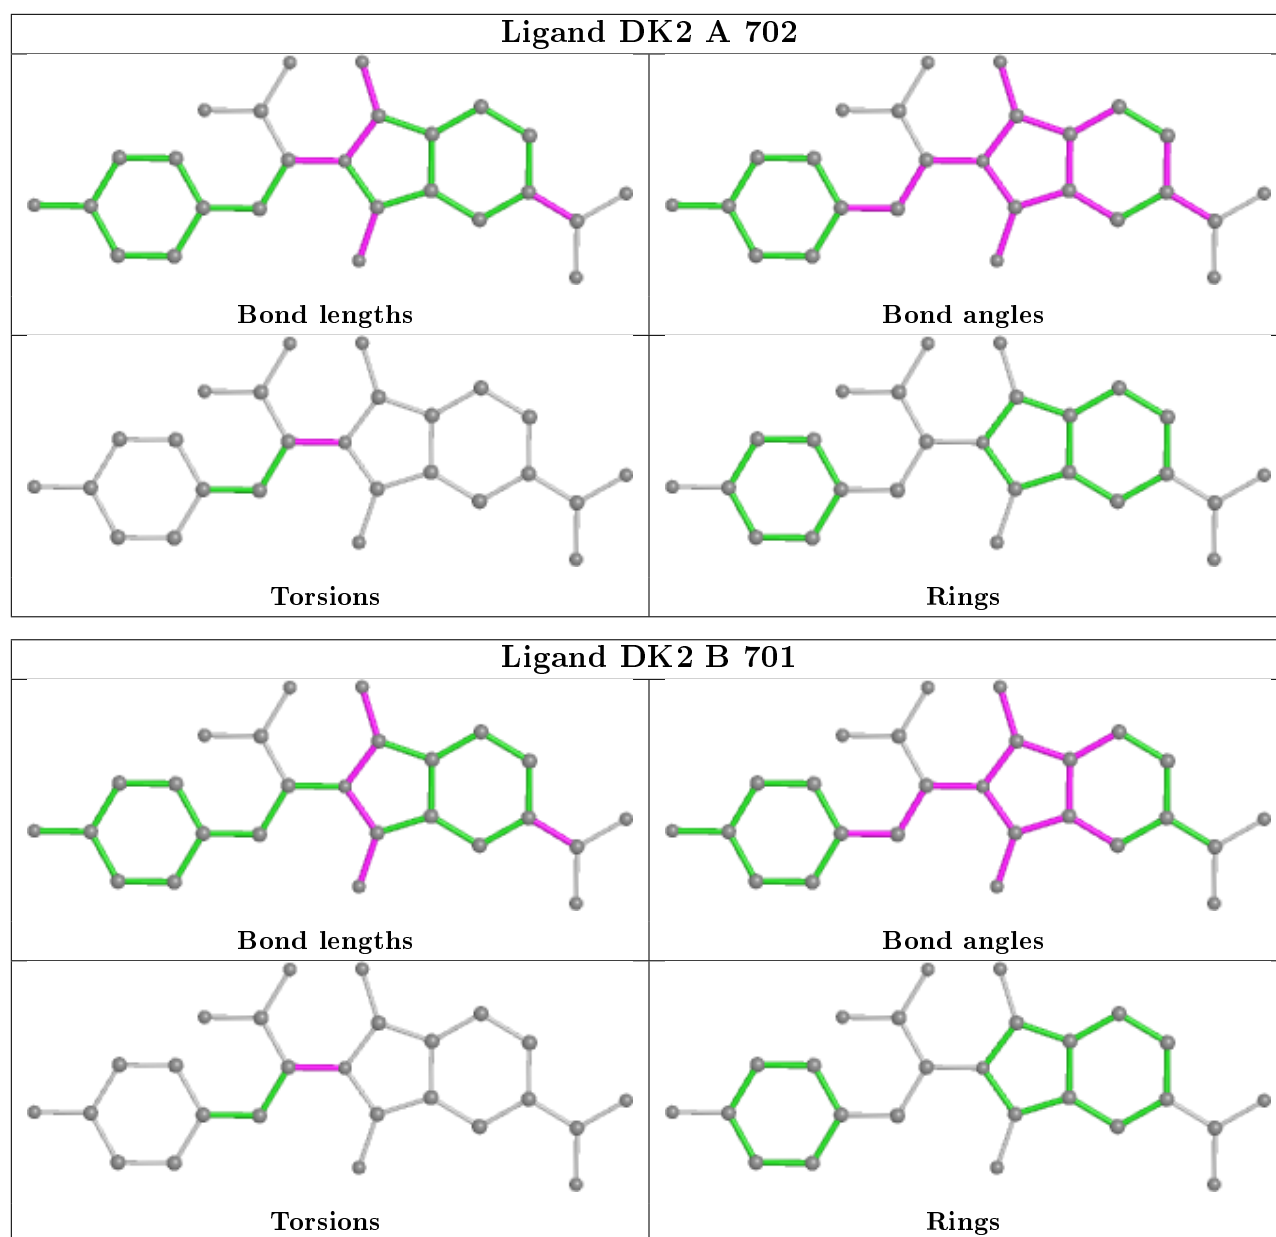 Ligand DK2 A 702
Bond lengths
Bond angles
Torsions
Rings
Ligand DK2 B 701
Bond lengths
Bond angles
Torsions
Rings